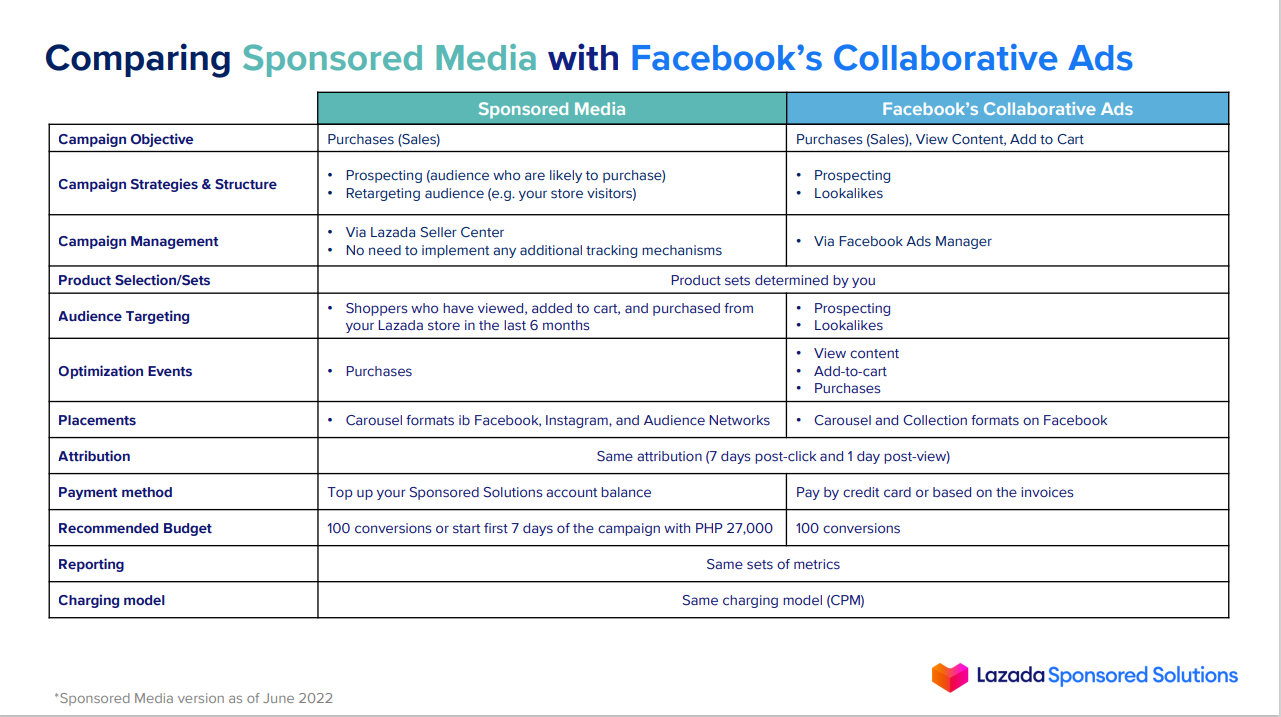 Comparing Sponsored Media with Facebook's Collaborative Ads
Sponsored Media
Facebook's Collaborative Ads
Campaign Objective
Purchases (Sales)
Purchases (Sales), View Content, Add to Cart
Campaign Strategies & Structure
• Prospecting (audience who are likely to purchase)
• Retargeting audience (e.g. your store visitors)
• Prospecting
• Lookalikes
Campaign Management
• Via Lazada Seller Center
• No need to implement any additional tracking mechanisms
• Via Facebook Ads Manager
Product Selection/Sets
Product sets determined by you
Audience Targeting
• Shoppers who have viewed, added to cart, and purchased from
your Lazada store in the last 6 months
• Prospecting
• Lookalikes
Optimization Events
• Purchases
• View content
• Add-to-cart
• Purchases
Placements
• Carousel formats ib Facebook, Instagram, and Audience Networks
• Carousel and Collection formats on Facebook
Attribution
Same attribution (7 days post-click and 1 day post-view)
Payment method
Top up your Sponsored Solutions account balance
Pay by credit card or based on the invoices
Recommended Budget
100 conversions or start first 7 days of the campaign with PHP 27,000
100 conversions
Reporting
Same sets of metrics
Charging model
Same charging model (CPM)
Lazada Sponsored Solutions
*Sponsored Media version as of June 2022